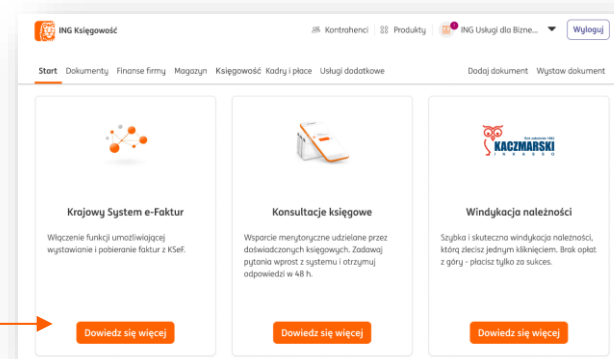 ING Księgowość
Kontrahenci
Produkty
ING Usługi dla Bizne...
Wyloguj
Start Dokumenty Finanse firmy Magazyn Księgowość Kadry i płace Usługi dodatkowe
Dodaj dokument Wystaw dokument
Krajowy System e-Faktur
Włączenie funkcji umożliwiającej
wystawianie i pobieranie faktur z KSeF.
Dowiedz się więcej
Konsultacje księgowe
Wsparcie merytoryczne udzielane przez
doświadczonych księgowych. Zadawaj
pytania wprost z systemu i otrzymuj
odpowiedzi w 48 h.
Dowiedz się więcej
KACZMARSKI
INKASSO
Windykacja należności
Szybka i skuteczna windykacja należności,
którą zlecisz jednym kliknięciem. Brak opłat
z góry - płacisz tylko za sukces.
Dowiedz się więcej